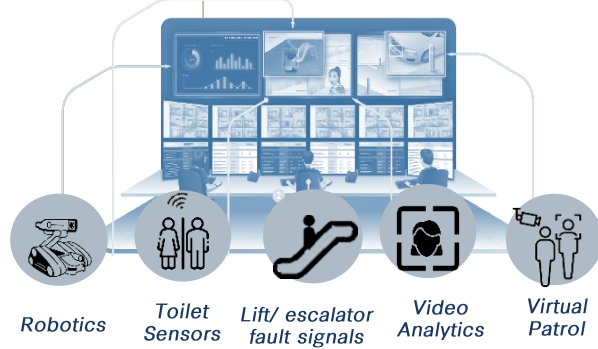 Robotics
Toilet
Sensors
Lift/ escalator
fault signals
Video
Analytics
Virtual
Patrol